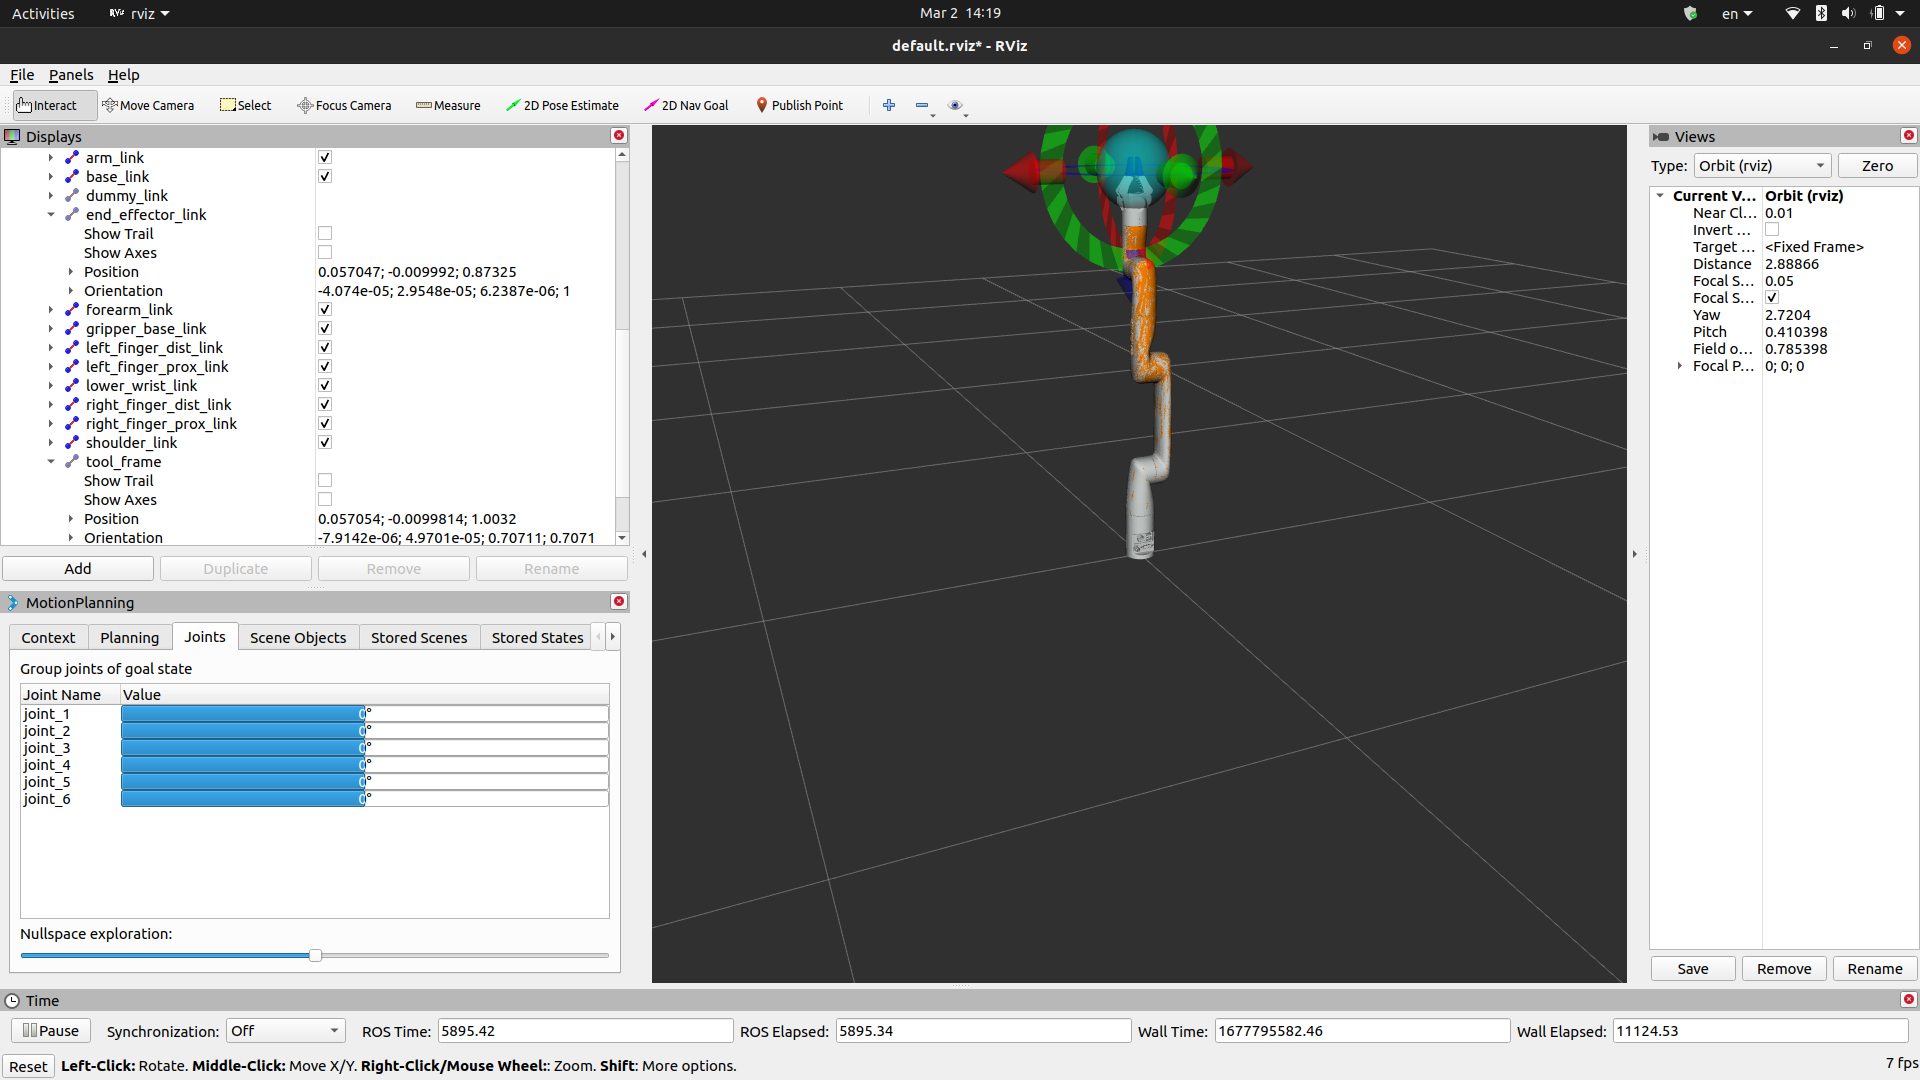 Activities RViz rviz Mar 2 14:19 en
default.rviz* - RViz
File Panels Help
Interact Move Camera Select Focus Camera Measure 2D Pose Estimate 2D Nav Goal Publish Point
Displays
arm_link
base_link
dummy_link
end_effector_link
Show Trail
Show Axes
Position 0.057047; -0.009992; 0.87325
Orientation -4.074e-05; 2.9548e-05; 6.2387e-06; 1
forearm_link
gripper_base_link
left_finger_dist_link
left_finger_prox_link
lower_wrist_link
right_finger_dist_link
right_finger_prox_link
shoulder_link
tool_frame
Show Trail
Show Axes
Position 0.057054; -0.0099814; 1.0032
Orientation -7.9142e-06; 4.9701e-05; 0.70711; 0.7071
Add Duplicate Remove Rename
MotionPlanning
Context Planning Joints Scene Objects Stored Scenes Stored States
Group joints of goal state
Joint Name Value
joint_1 0°
joint_2 0°
joint_3 0°
joint_4 0°
joint_5 0°
joint_6 0°
Nullspace exploration:
Views
Type: Orbit (rviz) Zero
Current V... Orbit (rviz)
Near Cl... 0.01
Invert ...
Target ... <Fixed Frame>
Distance 2.88866
Focal S... 0.05
Focal S...
Yaw 2.7204
Pitch 0.410398
Field o... 0.785398
Focal P... 0; 0; 0
Save Remove Rename
Time
Pause Synchronization: Off ROS Time: 5895.42 ROS Elapsed: 5895.34 Wall Time: 1677795582.46 Wall Elapsed: 11124.53
Reset Left-Click: Rotate. Middle-Click: Move X/Y. Right-Click/Mouse Wheel:: Zoom. Shift: More options. 7 fps